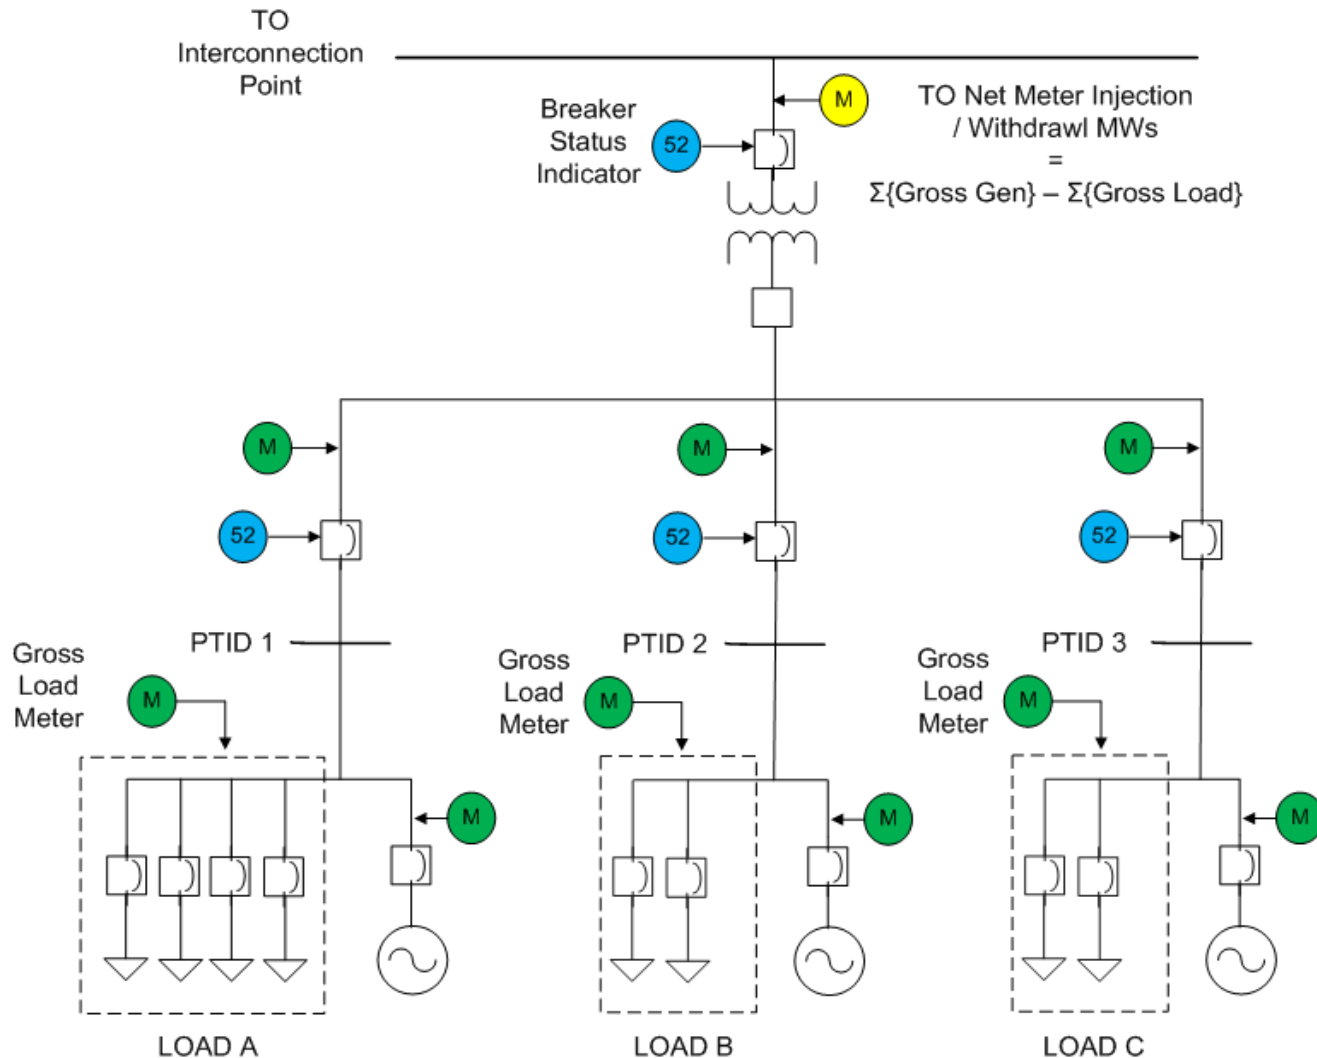 TO
Interconnection
Point
M
TO Net Meter Injection
/ Withdrawl MWs
=
Σ{Gross Gen} – Σ{Gross Load}
Breaker
Status
Indicator
52
M
M
M
52
52
52
PTID 1
PTID 2
PTID 3
Gross
Load
Meter
M
Gross
Load
Meter
M
Gross
Load
Meter
M
M
M
M
LOAD A
LOAD B
LOAD C